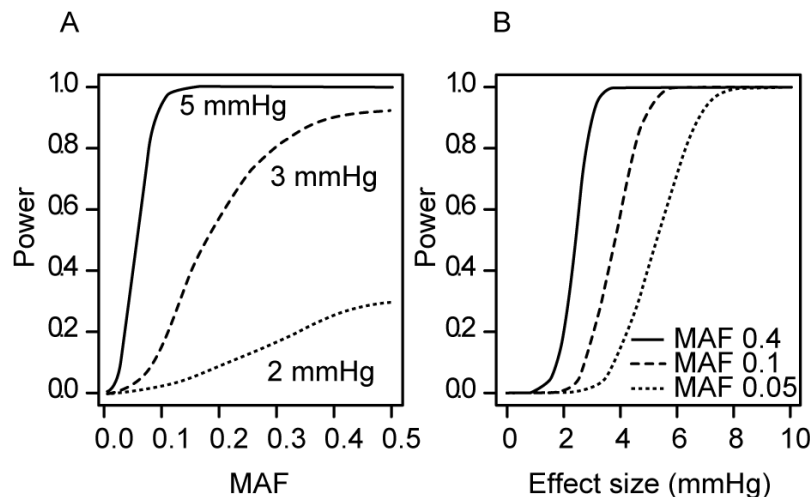 A
Power
1.0
0.8
0.6
0.4
0.2
0.0
5 mmHg
3 mmHg
2 mmHg
0.0 0.1 0.2 0.3 0.4 0.5
MAF
B
Power
1.0
0.8
0.6
0.4
0.2
0.0
MAF 0.4
MAF 0.1
MAF 0.05
0 2 4 6 8 10
Effect size (mmHg)